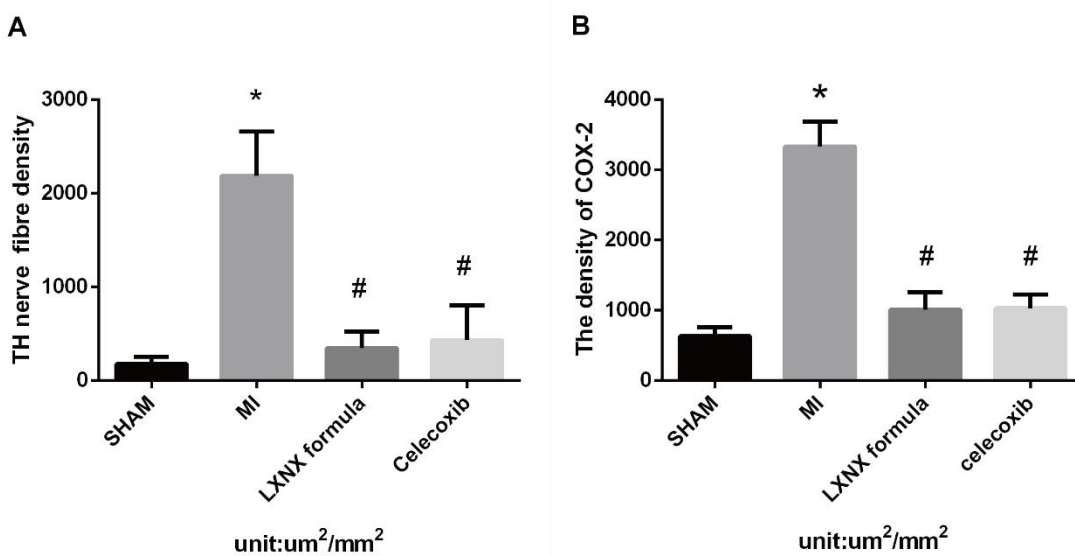 A
TH nerve fibre density
3000
2000
1000
0
*
#
#
SHAM
MI
LXNX formula
Celecoxib
unit:um²/mm²
B
The density of COX-2
4000
3000
2000
1000
0
*
#
#
SHAM
MI
LXNX formula
celecoxib
unit:um²/mm²